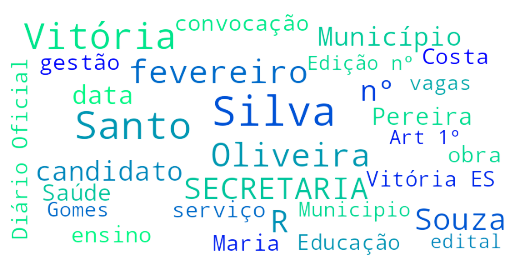 convocação
Vitória
Município
gestão
Edição nº
Costa
fevereiro
vagas
data
nº
Silva
Pereira
Santo
Art 1º
Diário Oficial
Oliveira
obra
candidato
SECRETARIA
Vitória ES
Saúde
Gomes
serviço
R
Municipio
Souza
ensino
Maria
Educação
edital